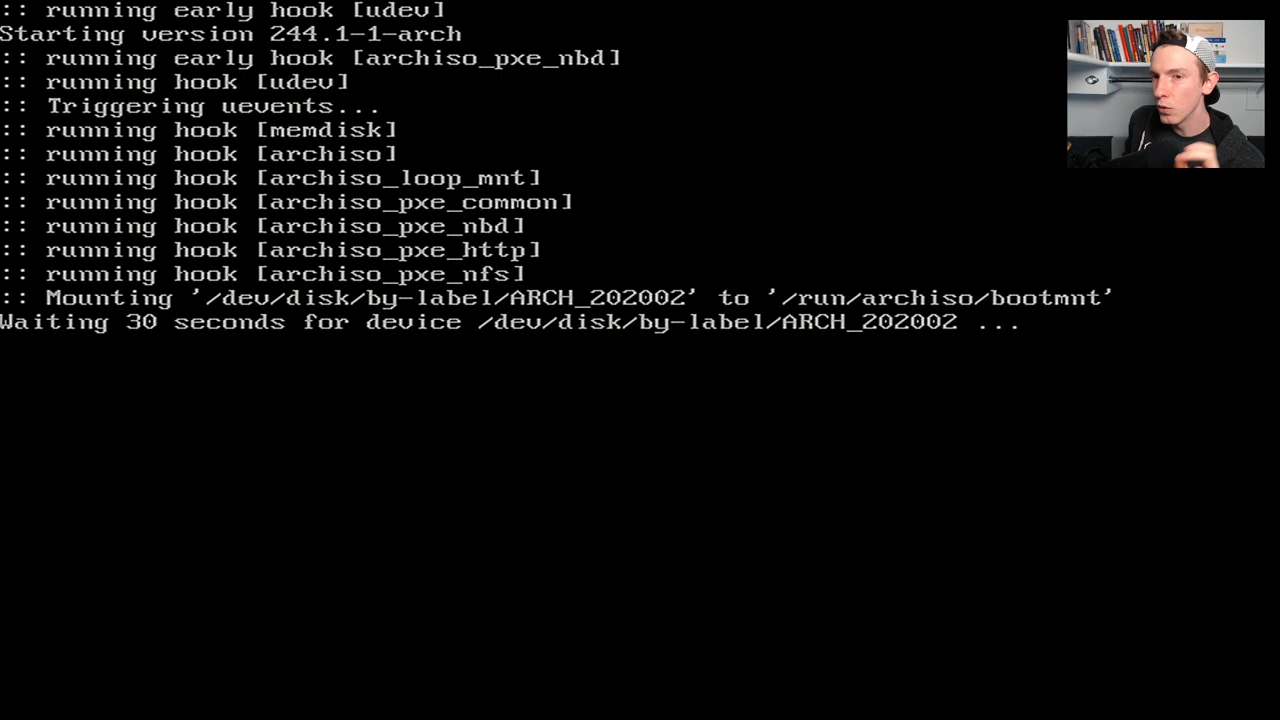 :: running early hook [udev]
Starting version 244.1-1-arch
:: running early hook [archiso_pxe_nbd]
:: running hook [udev]
:: Triggering uevents...
:: running hook [memdisk]
:: running hook [archiso]
:: running hook [archiso_loop_mnt]
:: running hook [archiso_pxe_common]
:: running hook [archiso_pxe_nbd]
:: running hook [archiso_pxe_http]
:: running hook [archiso_pxe_nfs]
:: Mounting '/dev/disk/by-label/ARCH_202002' to '/run/archiso/bootmnt'
Waiting 30 seconds for device /dev/disk/by-label/ARCH_202002 ...